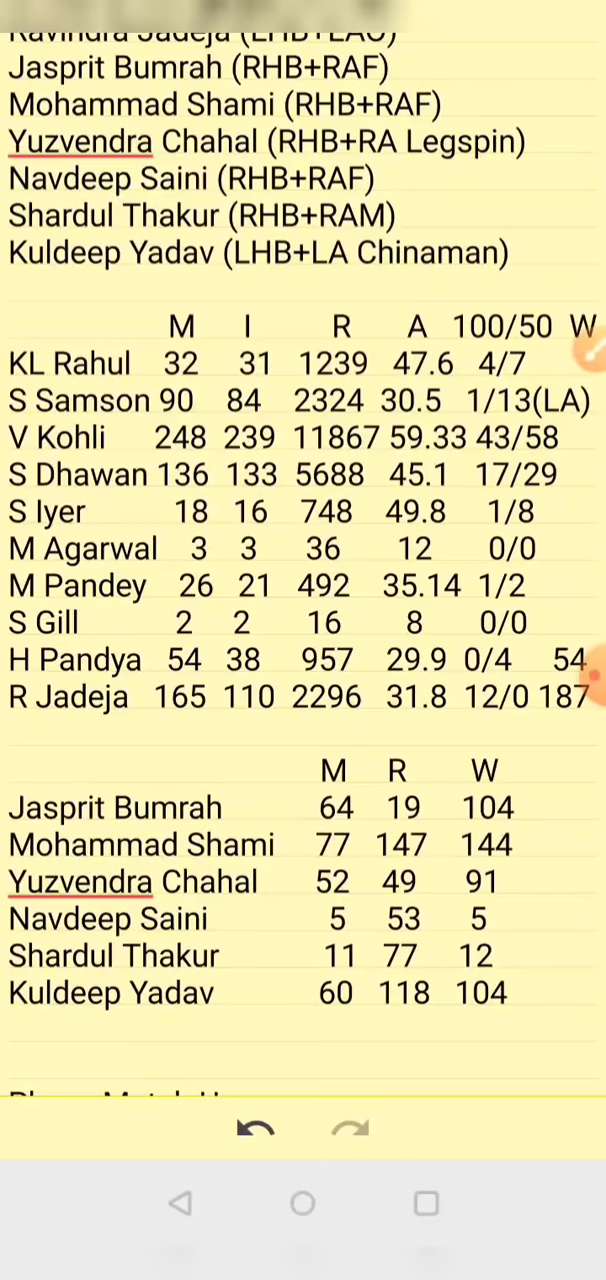 Ravindra Jadeja (LHB+LAO)
Jasprit Bumrah (RHB+RAF)
Mohammad Shami (RHB+RAF)
Yuzvendra Chahal (RHB+RA Legspin)
Navdeep Saini (RHB+RAF)
Shardul Thakur (RHB+RAM)
Kuldeep Yadav (LHB+LA Chinaman)
M I R A 100/50 W
KL Rahul 32 31 1239 47.6 4/7
S Samson 90 84 2324 30.5 1/13(LA)
V Kohli 248 239 11867 59.33 43/58
S Dhawan 136 133 5688 45.1 17/29
S Iyer 18 16 748 49.8 1/8
M Agarwal 3 3 36 12 0/0
M Pandey 26 21 492 35.14 1/2
S Gill 2 2 16 8 0/0
H Pandya 54 38 957 29.9 0/4 54
R Jadeja 165 110 2296 31.8 12/0 187
M R W
Jasprit Bumrah 64 19 104
Mohammad Shami 77 147 144
Yuzvendra Chahal 52 49 91
Navdeep Saini 5 53 5
Shardul Thakur 11 77 12
Kuldeep Yadav 60 118 104